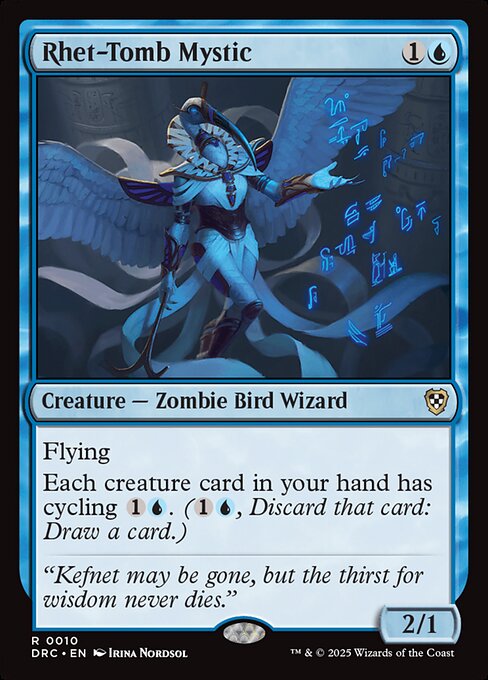 Rhet-Tomb Mystic 1
Creature — Zombie Bird Wizard
Flying
Each creature card in your hand has
cycling 1. (1, Discard that card:
Draw a card.)
“Kefnet may be gone, but the thirst for
wisdom never dies.”
2/1
R 0010
DRC • EN Irina Nordsol
™ & © 2025 Wizards of the Coast